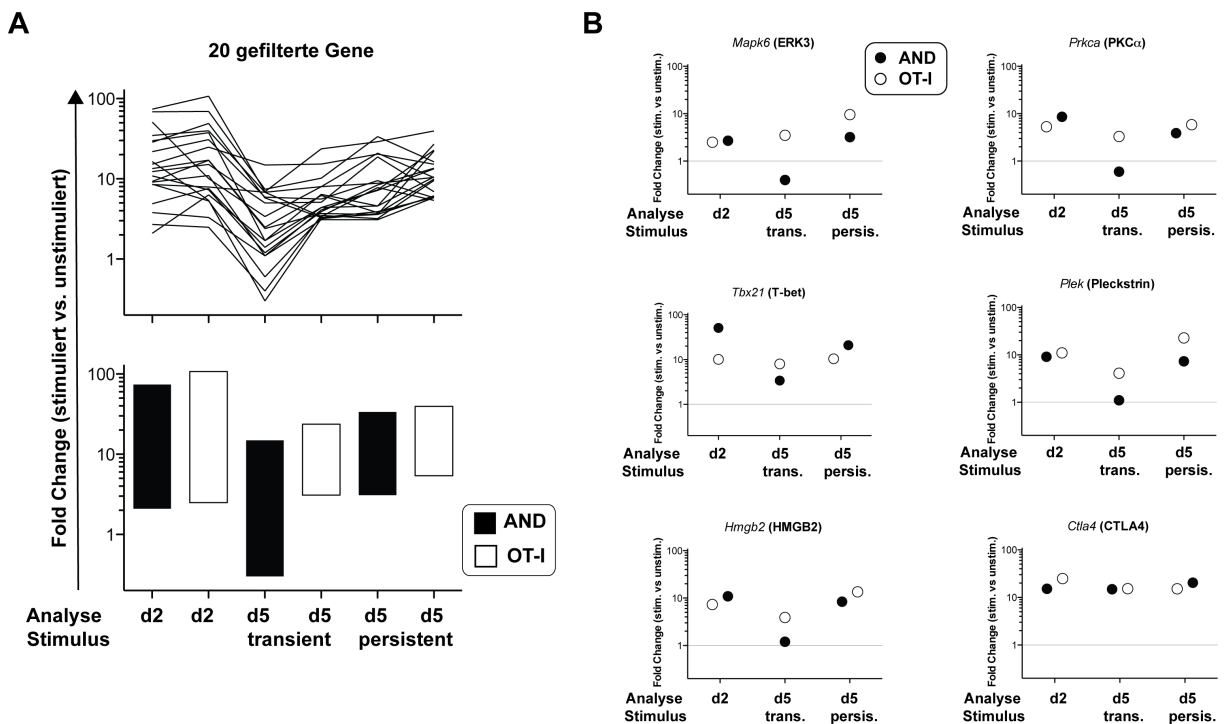 A
20 gefilterte Gene
Fold Change (stimuliert vs. unstimuliert)
100
10
1
100
10
1
AND
OT-I
Analyse d2 d2 d5 d5 d5 d5
Stimulus transient persistent
B
Mapk6 (ERK3)
AND
OT-I
Fold Change (stim. vs unstim.)
100
10
1
Analyse d2 d5 d5
Stimulus trans. persis.
Prkca (PKCα)
Fold Change (stim. vs unstim.)
100
10
1
Analyse d2 d5 d5
Stimulus trans. persis.
Tbx21 (T-bet)
Fold Change (stim. vs unstim.)
100
10
1
Analyse d2 d5 d5
Stimulus trans. persis.
Plek (Pleckstrin)
Fold Change (stim. vs unstim.)
100
10
1
Analyse d2 d5 d5
Stimulus trans. persis.
Hmgb2 (HMGB2)
Fold Change (stim. vs unstim.)
100
10
1
Analyse d2 d5 d5
Stimulus trans. persis.
Ctla4 (CTLA4)
Fold Change (stim. vs unstim.)
100
10
1
Analyse d2 d5 d5
Stimulus trans. persis.